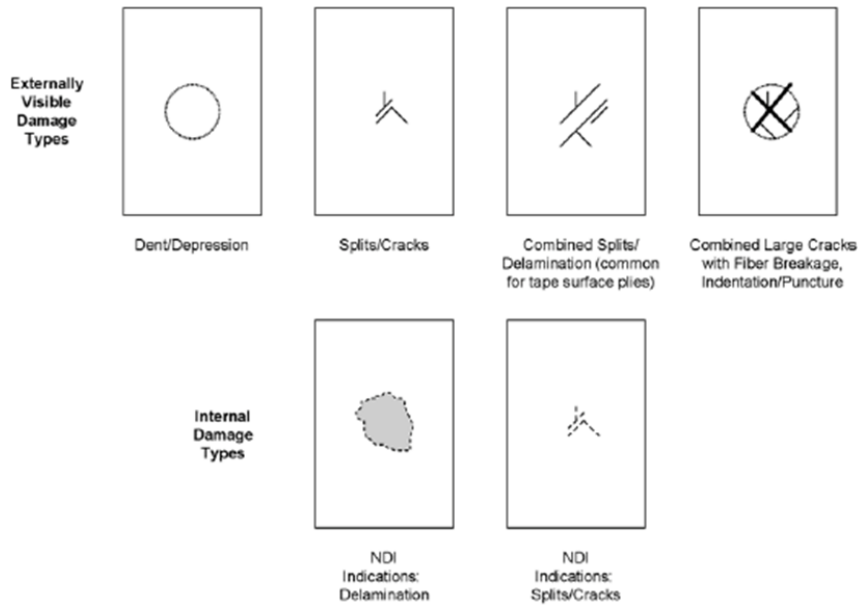 Externally
Visible
Damage
Types
Dent/Depression
Splits/Cracks
Combined Splits/
Delamination (common
for tape surface plies)
Combined Large Cracks
with Fiber Breakage,
Indentation/Puncture
Internal
Damage
Types
NDI
Indications:
Delamination
NDI
Indications:
Splits/Cracks